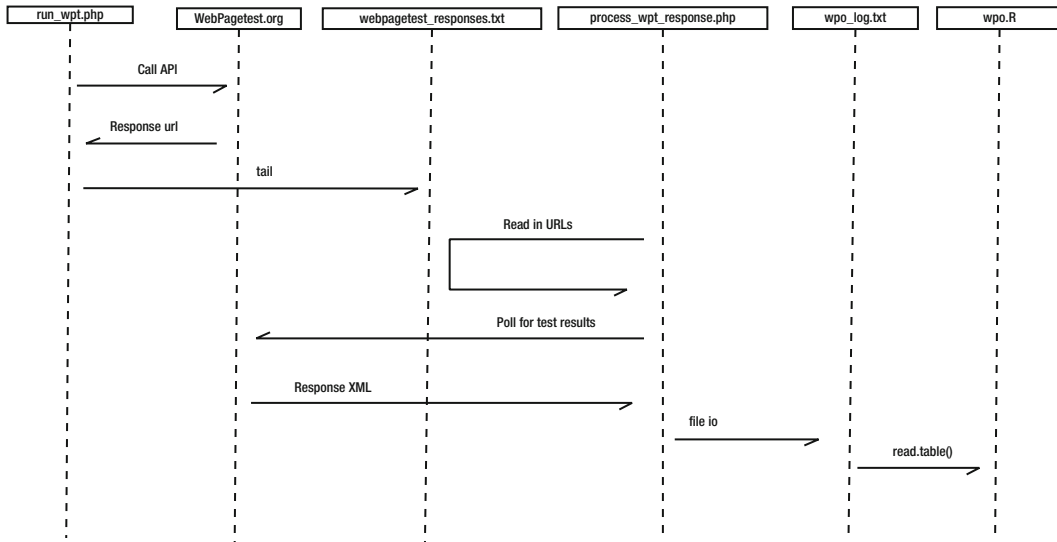 run_wpt.php
WebPagetest.org
webpagetest_responses.txt
process_wpt_response.php
wpo_log.txt
wpo.R
Call API
Response url
tail
Read in URLs
Poll for test results
Response XML
file io
read.table()